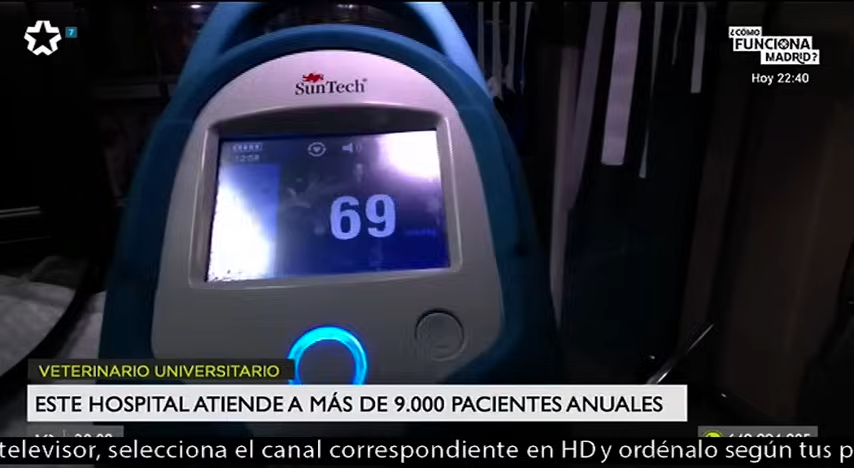 7
¿CÓMO
FUNCIONA
MADRID?
Hoy 22:40
SunTech
69
VETERINARIO UNIVERSITARIO
ESTE HOSPITAL ATIENDE A MÁS DE 9.000 PACIENTES ANUALES
televisor, selecciona el canal correspondiente en HD y ordénalo según tus p